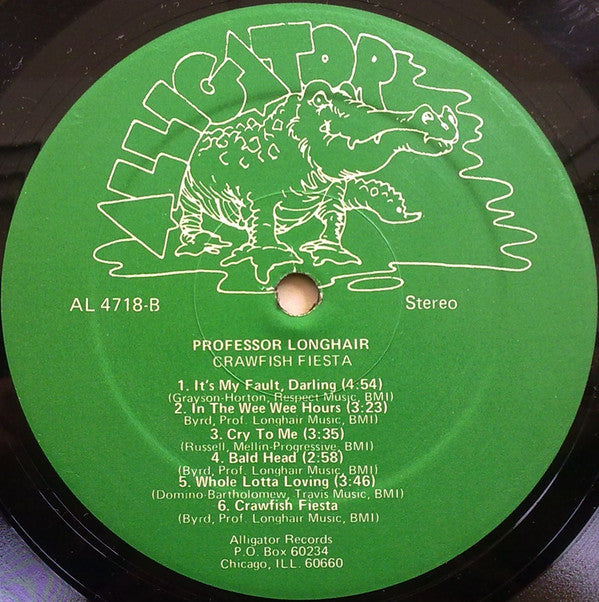 ALLIGATOR
AL 4718-B
Stereo
PROFESSOR LONGHAIR
CRAWFISH FIESTA
1. It's My Fault, Darling (4:54)
(Grayson-Horton, Respect Music, BMI)
2. In The Wee Wee Hours (3:23)
Byrd, Prof. Longhair Music, BMI)
3. Cry To Me (3:35)
(Russell, Mellin-Progressive, BMI)
4. Bald Head (2:58)
(Byrd, Prof. Longhair Music, BMI)
5. Whole Lotta Loving (3:46)
(Domino-Bartholomew, Travis Music, BMI)
6. Crawfish Fiesta
(Byrd, Prof. Longhair Music, BMI)
Alligator Records
P.O. Box 60234
Chicago, ILL. 60660